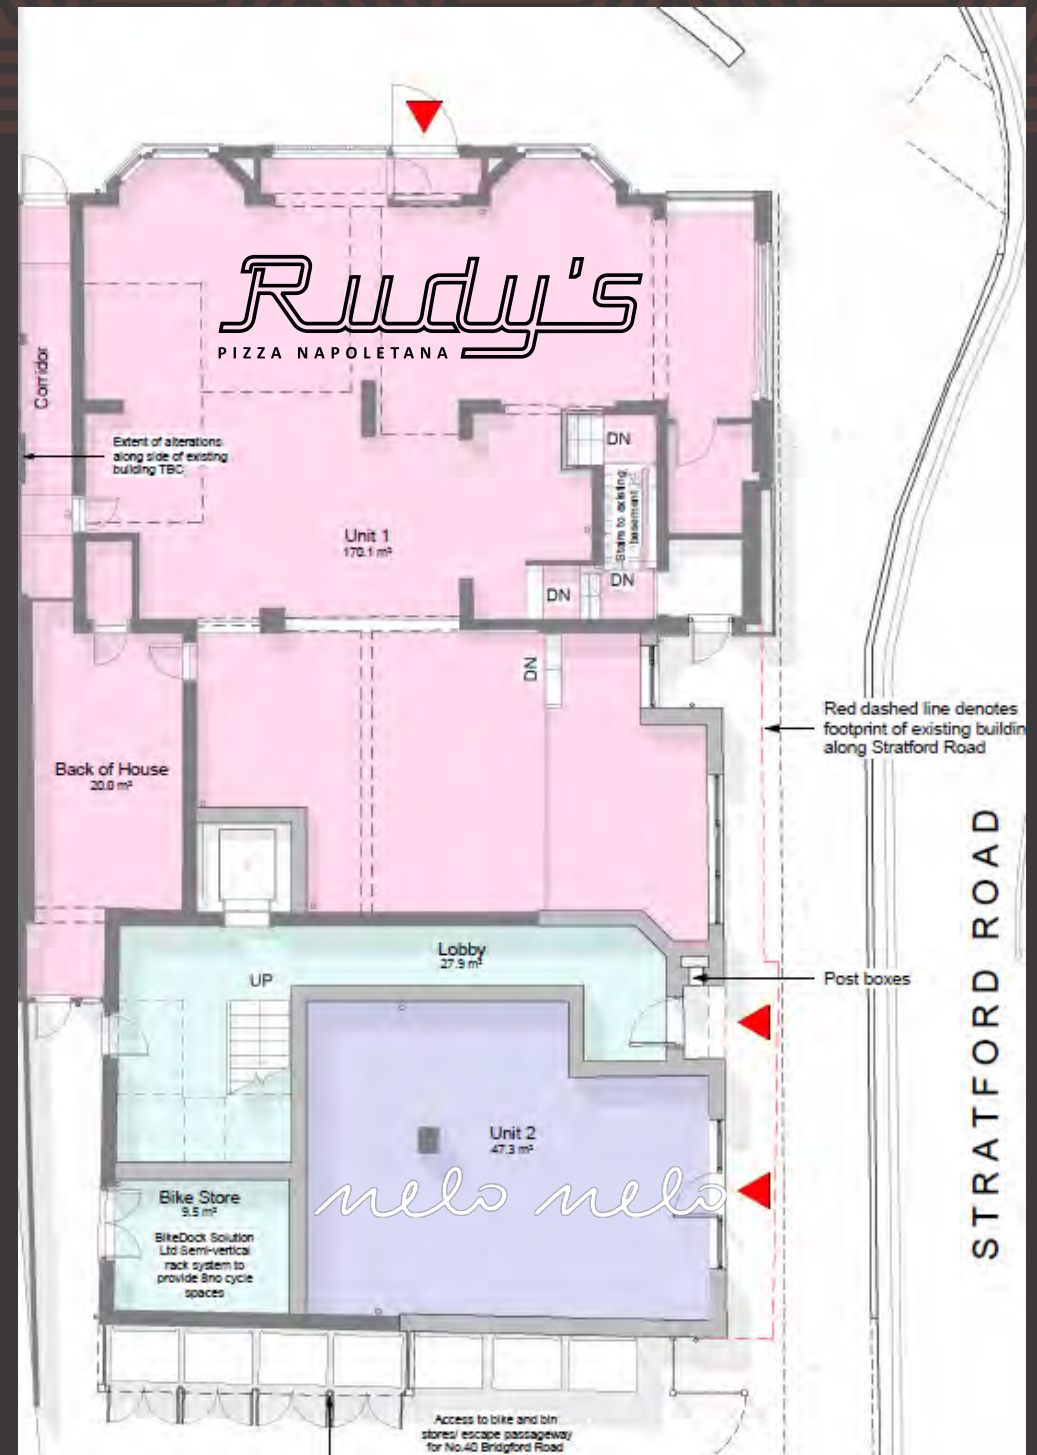 Rudy's
PIZZA NAPOLETANA
Corridor
Extent of alterations
along side of existing
building TBC
DN
Stairs to existing
basement
Unit 1
170.1 m²
DN
DN
DN
Red dashed line denotes
footprint of existing buildin
along Stratford Road
Back of House
20.0 m²
STRATFORD ROAD
Lobby
27.9 m²
UP
Post boxes
Unit 2
47.3 m²
nelo nelo
Bike Store
9.5 m²
BikeDock Solution
Ltd Semi-vertical
rack system to
provide 8no cycle
spaces
Access to bike and bin
stores/ escape passageway
for No.40 Bridgford Road